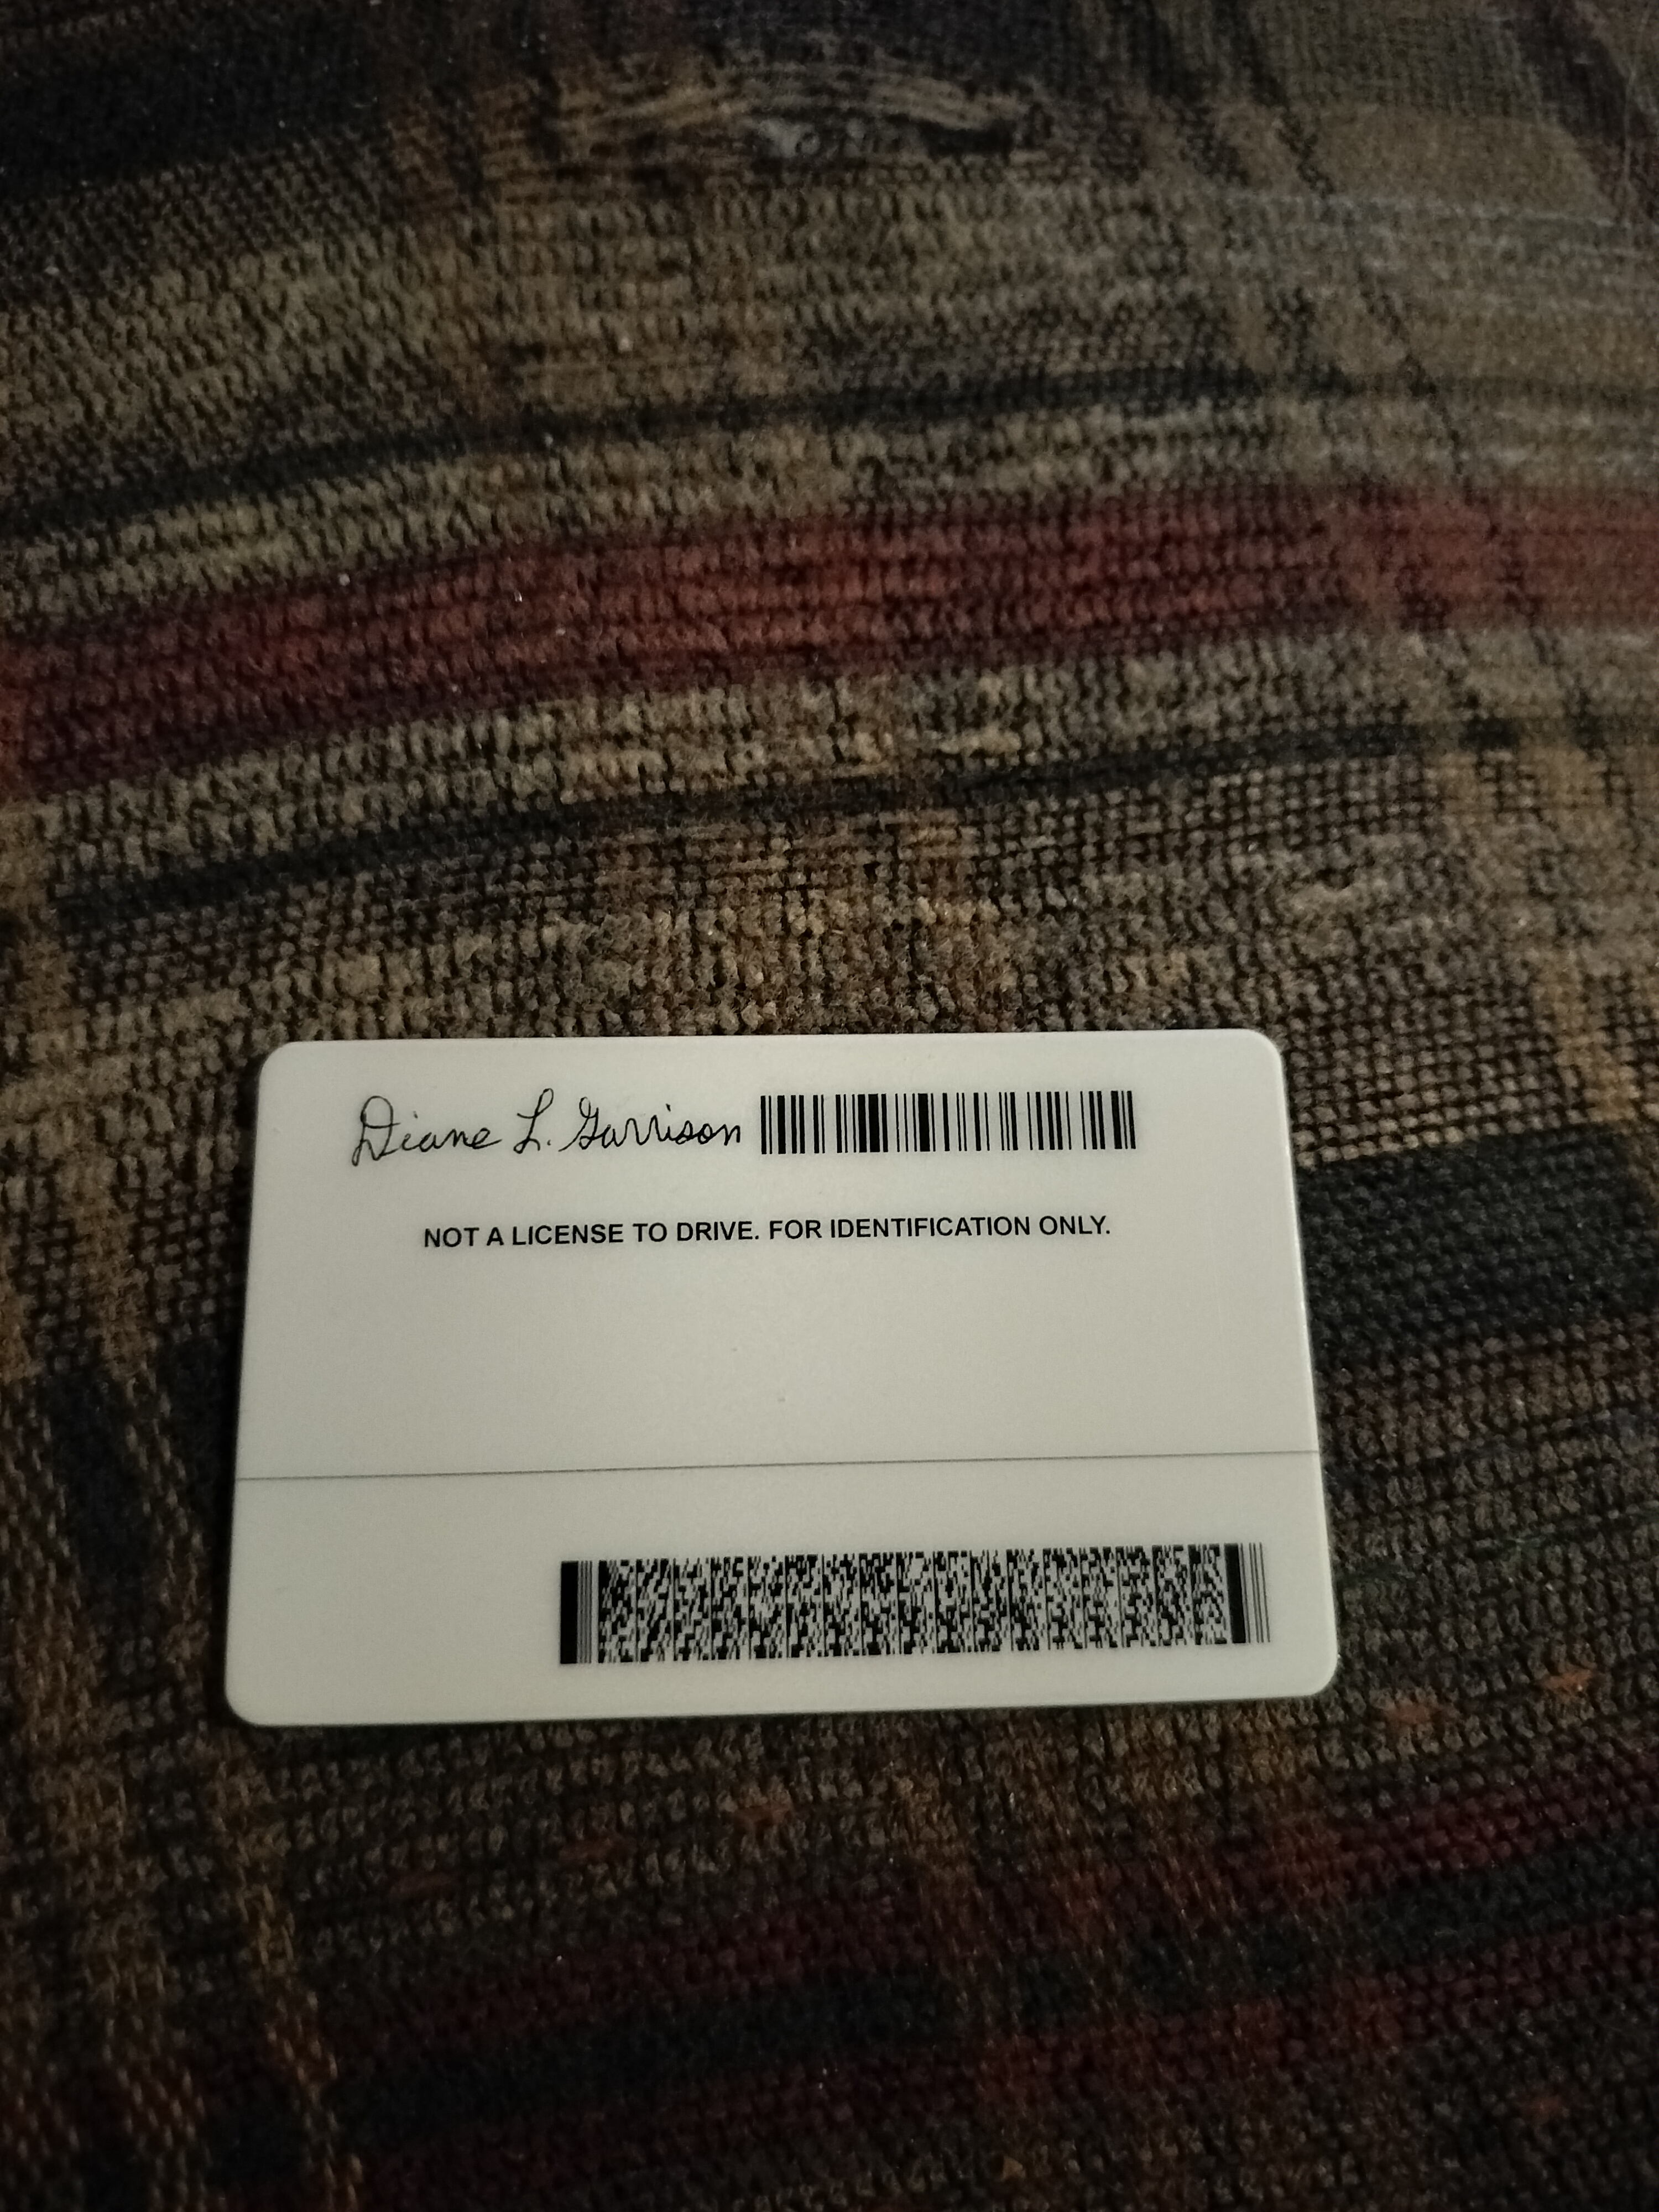 Diane L. Garrison
NOT A LICENSE TO DRIVE. FOR IDENTIFICATION ONLY.